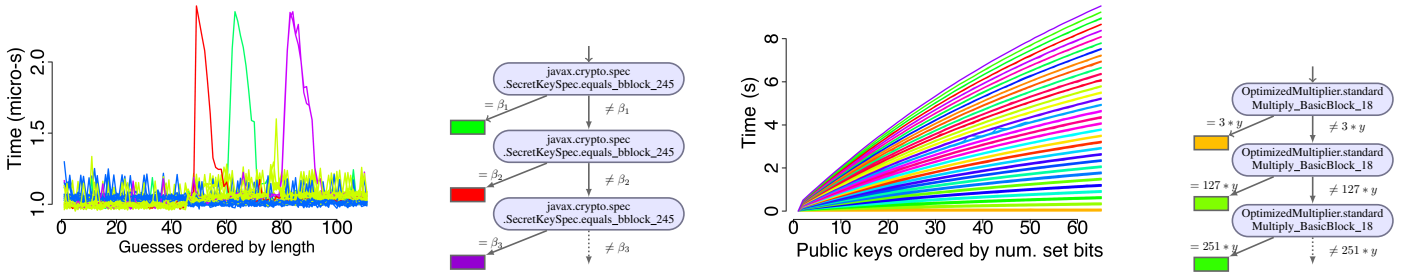 Time (micro-s)
2.0
1.5
1.0
0 20 40 60 80 100
Guesses ordered by length
javax.crypto.spec
.SecretKeySpec.equals_bblock_245
= β₁
≠ β₁
javax.crypto.spec
.SecretKeySpec.equals_bblock_245
= β₂
≠ β₂
javax.crypto.spec
.SecretKeySpec.equals_bblock_245
= β₃
≠ β₃
Time (s)
8
6
4
2
0
0 10 20 30 40 50 60
Public keys ordered by num. set bits
OptimizedMultiplier.standard
Multiply_BasicBlock_18
= 3 * y
≠ 3 * y
OptimizedMultiplier.standard
Multiply_BasicBlock_18
= 127 * y
≠ 127 * y
OptimizedMultiplier.standard
Multiply_BasicBlock_18
= 251 * y
≠ 251 * y